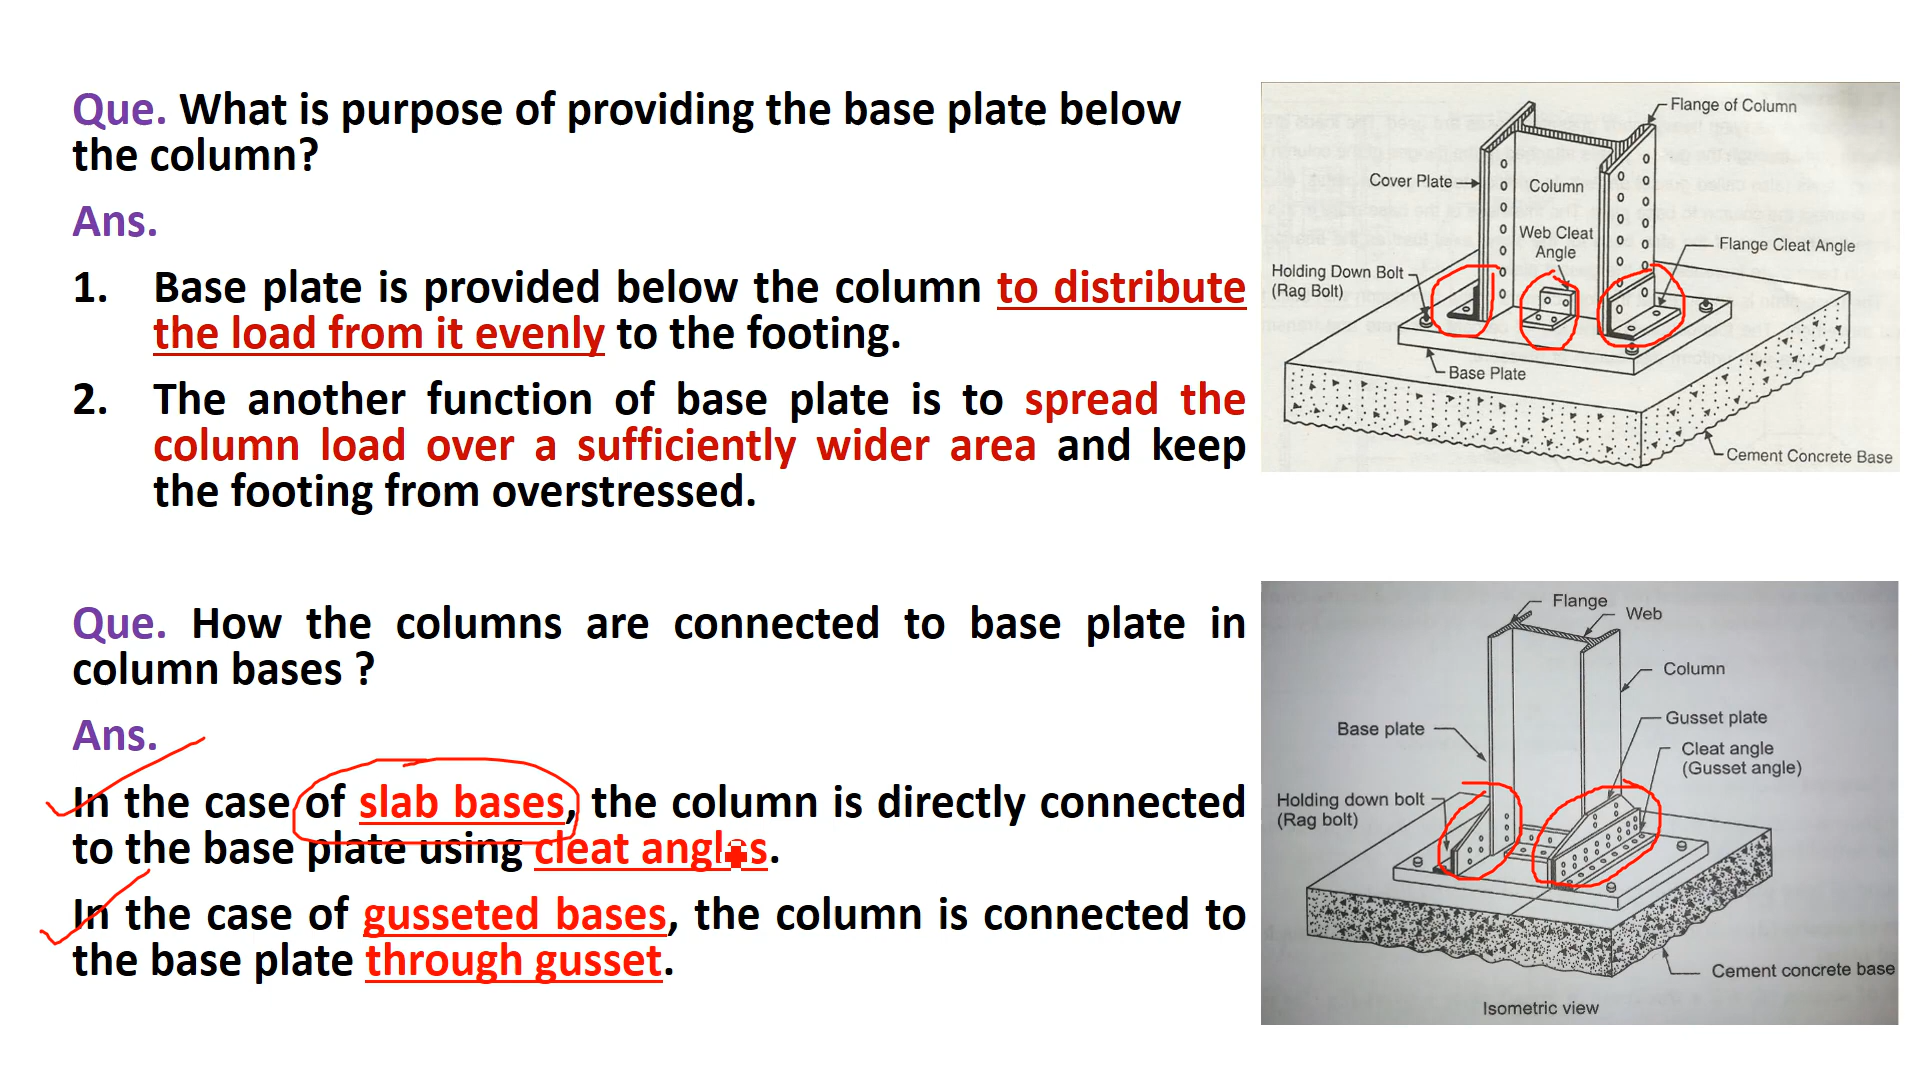 Que. What is purpose of providing the base plate below
the column?
Ans.
1. Base plate is provided below the column to distribute
the load from it evenly to the footing.
2. The another function of base plate is to spread the
column load over a sufficiently wider area and keep
the footing from overstressed.
Que. How the columns are connected to base plate in
column bases ?
Ans.
In the case of slab bases, the column is directly connected
to the base plate using cleat angles.
In the case of gusseted bases, the column is connected to
the base plate through gusset.
Flange of Column
Cover Plate
Column
Web Cleat
Angle
Flange Cleat Angle
Holding Down Bolt
(Rag Bolt)
Base Plate
Cement Concrete Base
Flange
Web
Column
Gusset plate
Base plate
Cleat angle
(Gusset angle)
Holding down bolt
(Rag bolt)
Cement concrete base
Isometric view